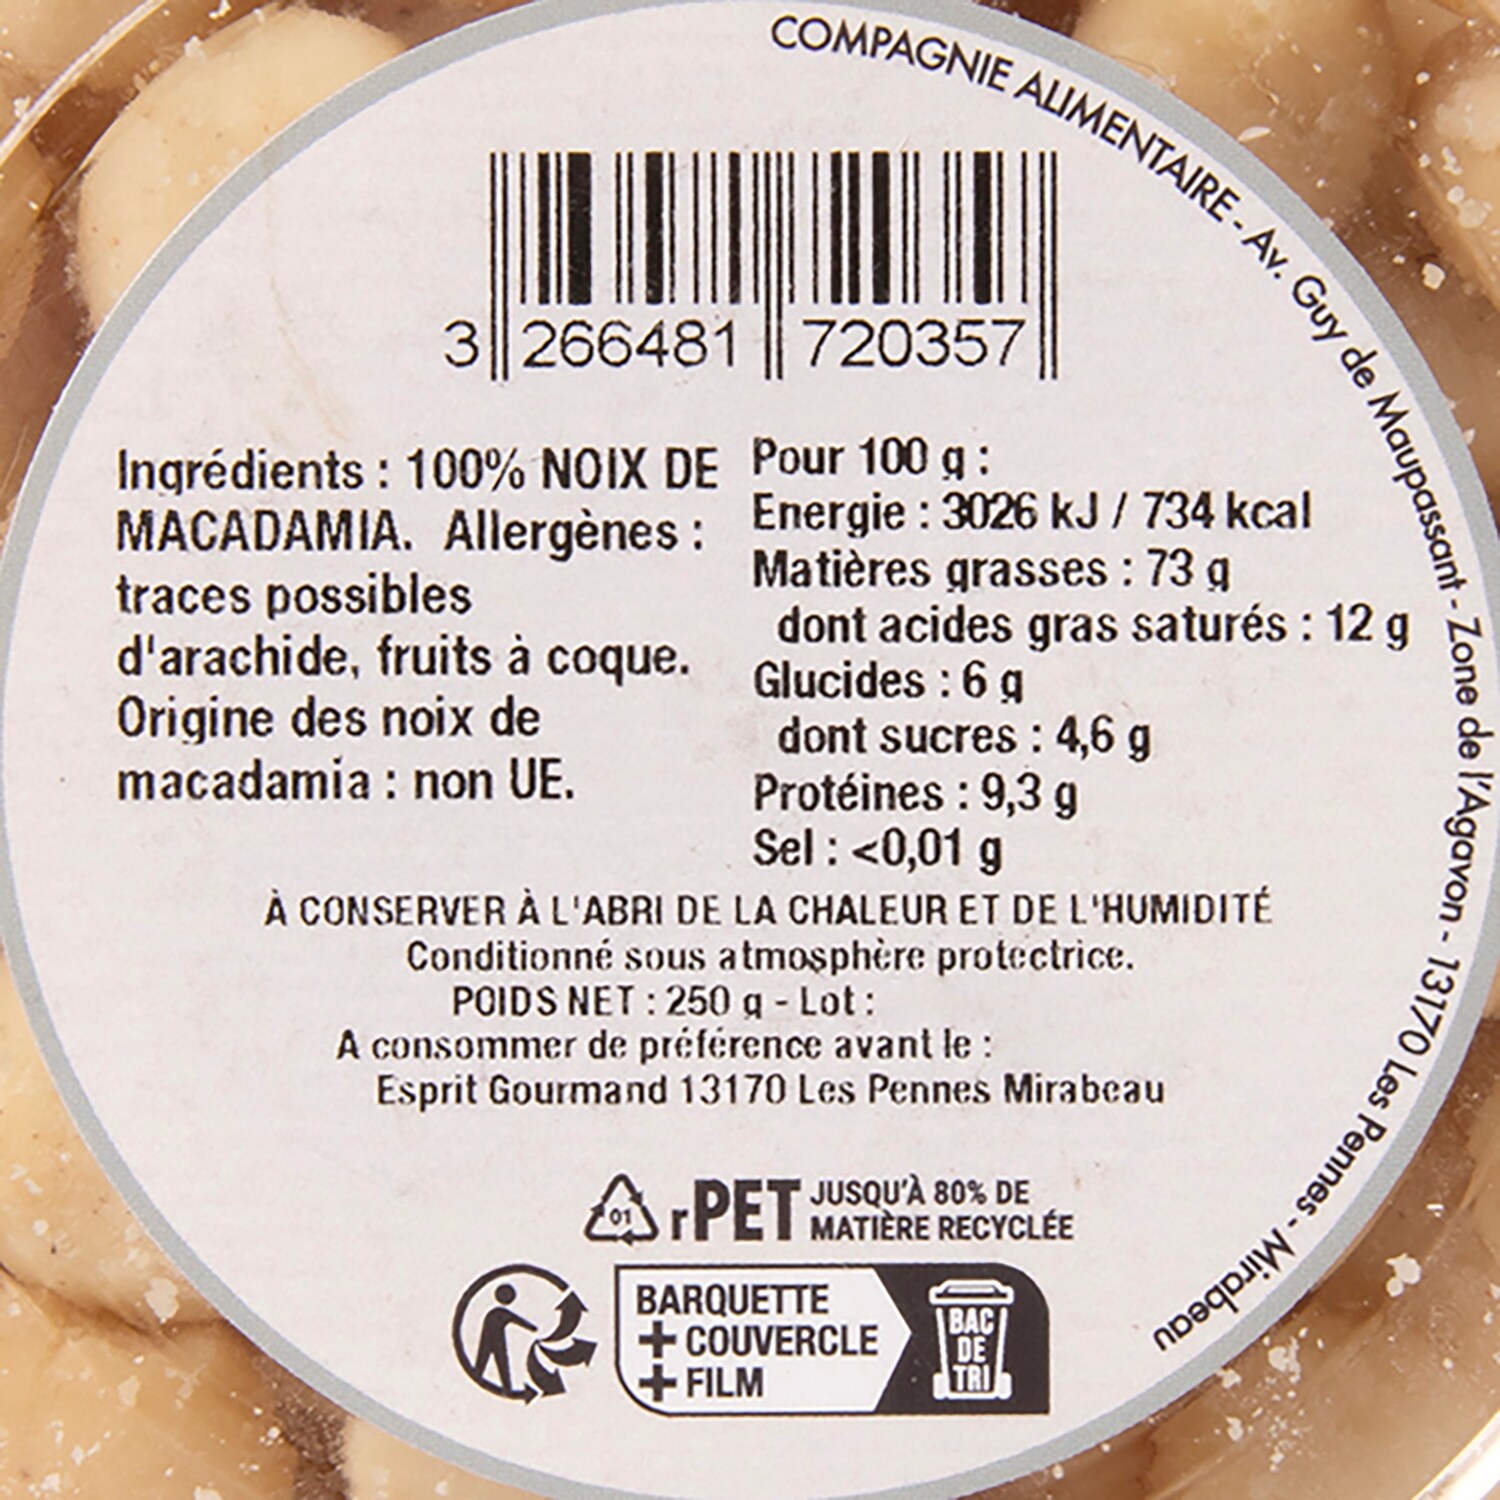 COMPAGNIE ALIMENTAIRE - Av. Guy de Maupassant - Zone de l'Agavon - 13170 Les Pennes - Mirabeau
3 266481 720357
Ingrédients : 100% NOIX DE
MACADAMIA. Allergènes :
traces possibles
d'arachide, fruits à coque.
Origine des noix de
macadamia : non UE.
Pour 100 g :
Energie : 3026 kJ / 734 kcal
Matières grasses : 73 g
dont acides gras saturés : 12 g
Glucides : 6 g
dont sucres : 4,6 g
Protéines : 9,3 g
Sel : <0,01 g
À CONSERVER À L'ABRI DE LA CHALEUR ET DE L'HUMIDITÉ
Conditionné sous atmosphère protectrice.
POIDS NET : 250 g - Lot :
A consommer de préférence avant le :
Esprit Gourmand 13170 Les Pennes Mirabeau
01 rPET JUSQU'À 80% DE
MATIÈRE RECYCLÉE
BARQUETTE
+ COUVERCLE
+ FILM
BAC
DE
TRI